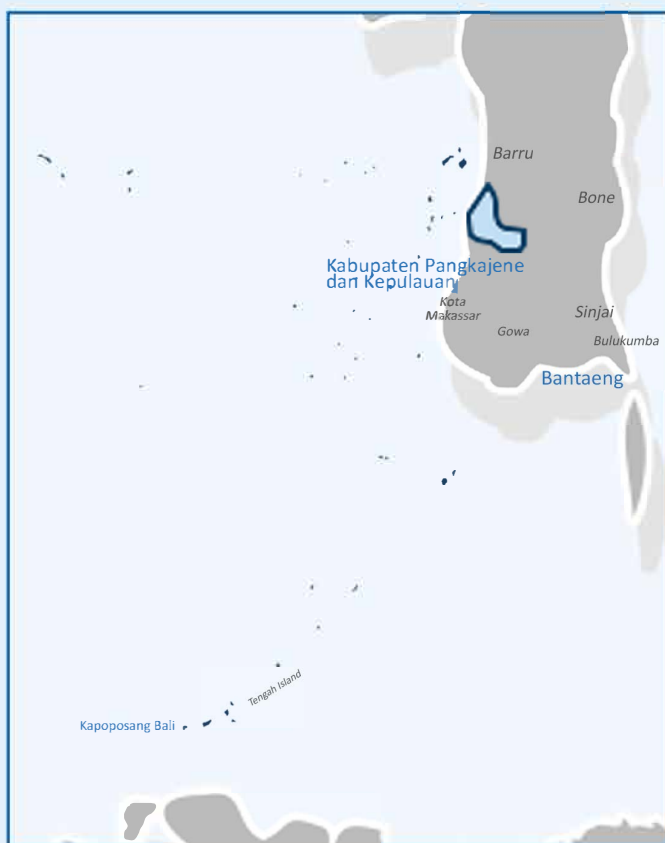 Barru
Bone
Kabupaten Pangkajene
dan Kepulauan
Kota
Makassar
Sinjai
Gowa
Bulukumba
Bantaeng
Tengah Island
Kapoposang Bali